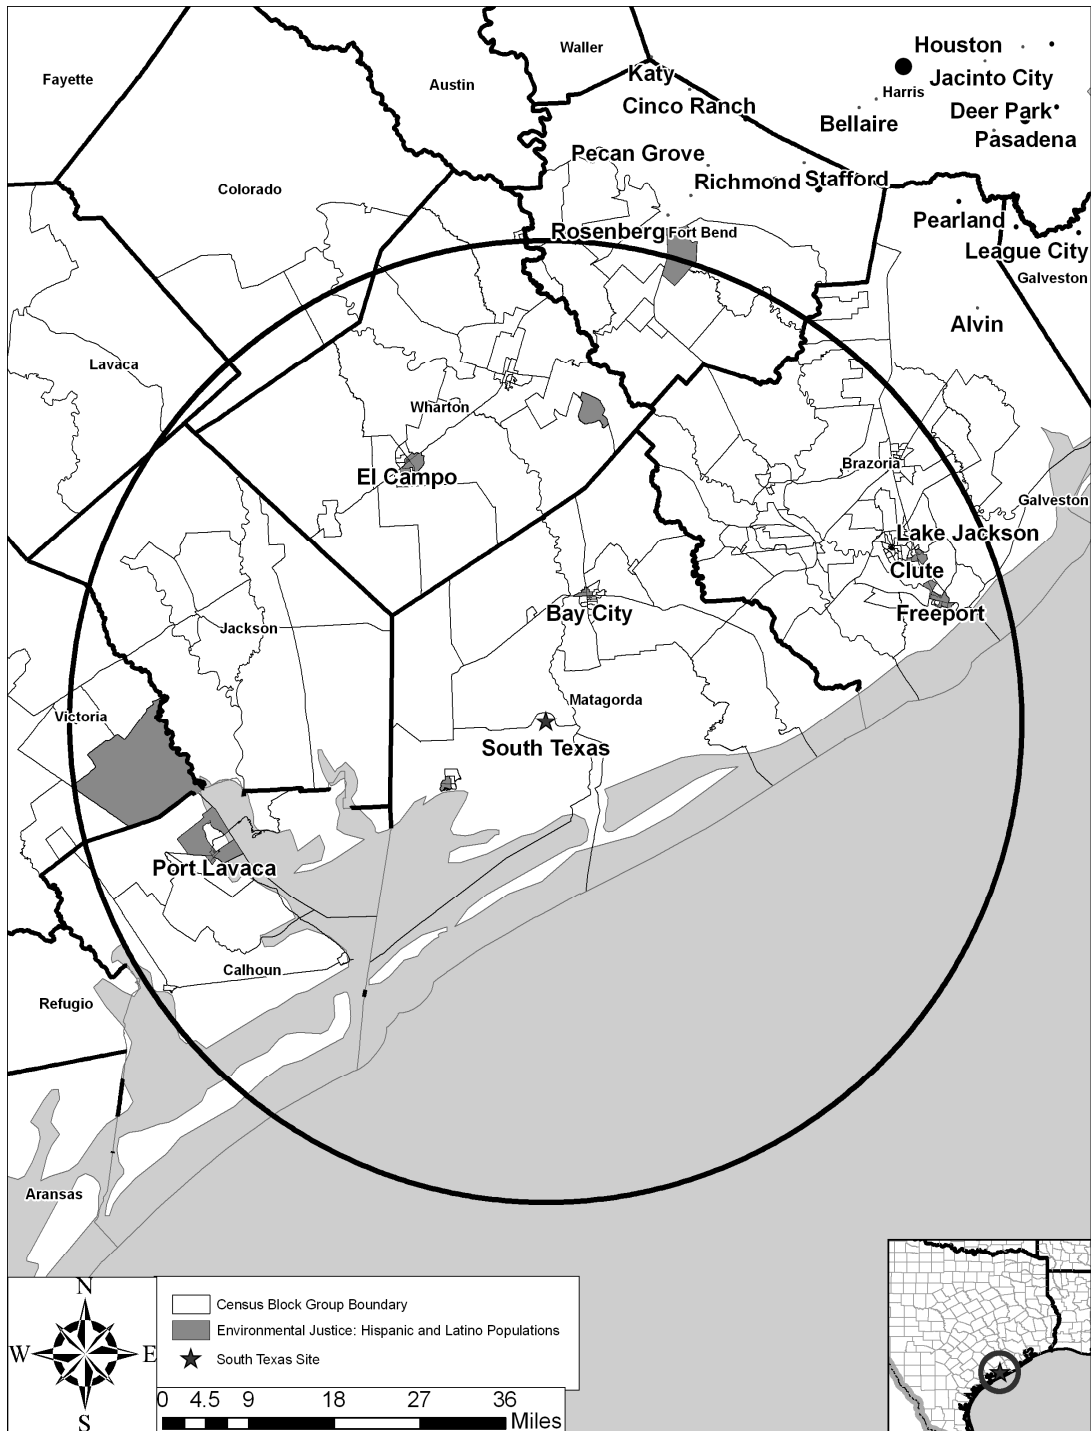 Houston
Waller
Katy
Fayette
Jacinto City
Austin
Harris
Cinco Ranch
Deer Park
Bellaire
Pasadena
Pecan Grove
Richmond
Stafford
Colorado
Pearland
Rosenberg
Fort Bend
League City
Galveston
Alvin
Lavaca
Wharton
Brazoria
El Campo
Galveston
Lake Jackson
Clute
Bay City
Freeport
Jackson
Matagorda
Victoria
South Texas
Port Lavaca
Calhoun
Refugio
Aransas
N
W
E
S
Census Block Group Boundary
Environmental Justice: Hispanic and Latino Populations
South Texas Site
0 4.5 9 18 27 36
Miles